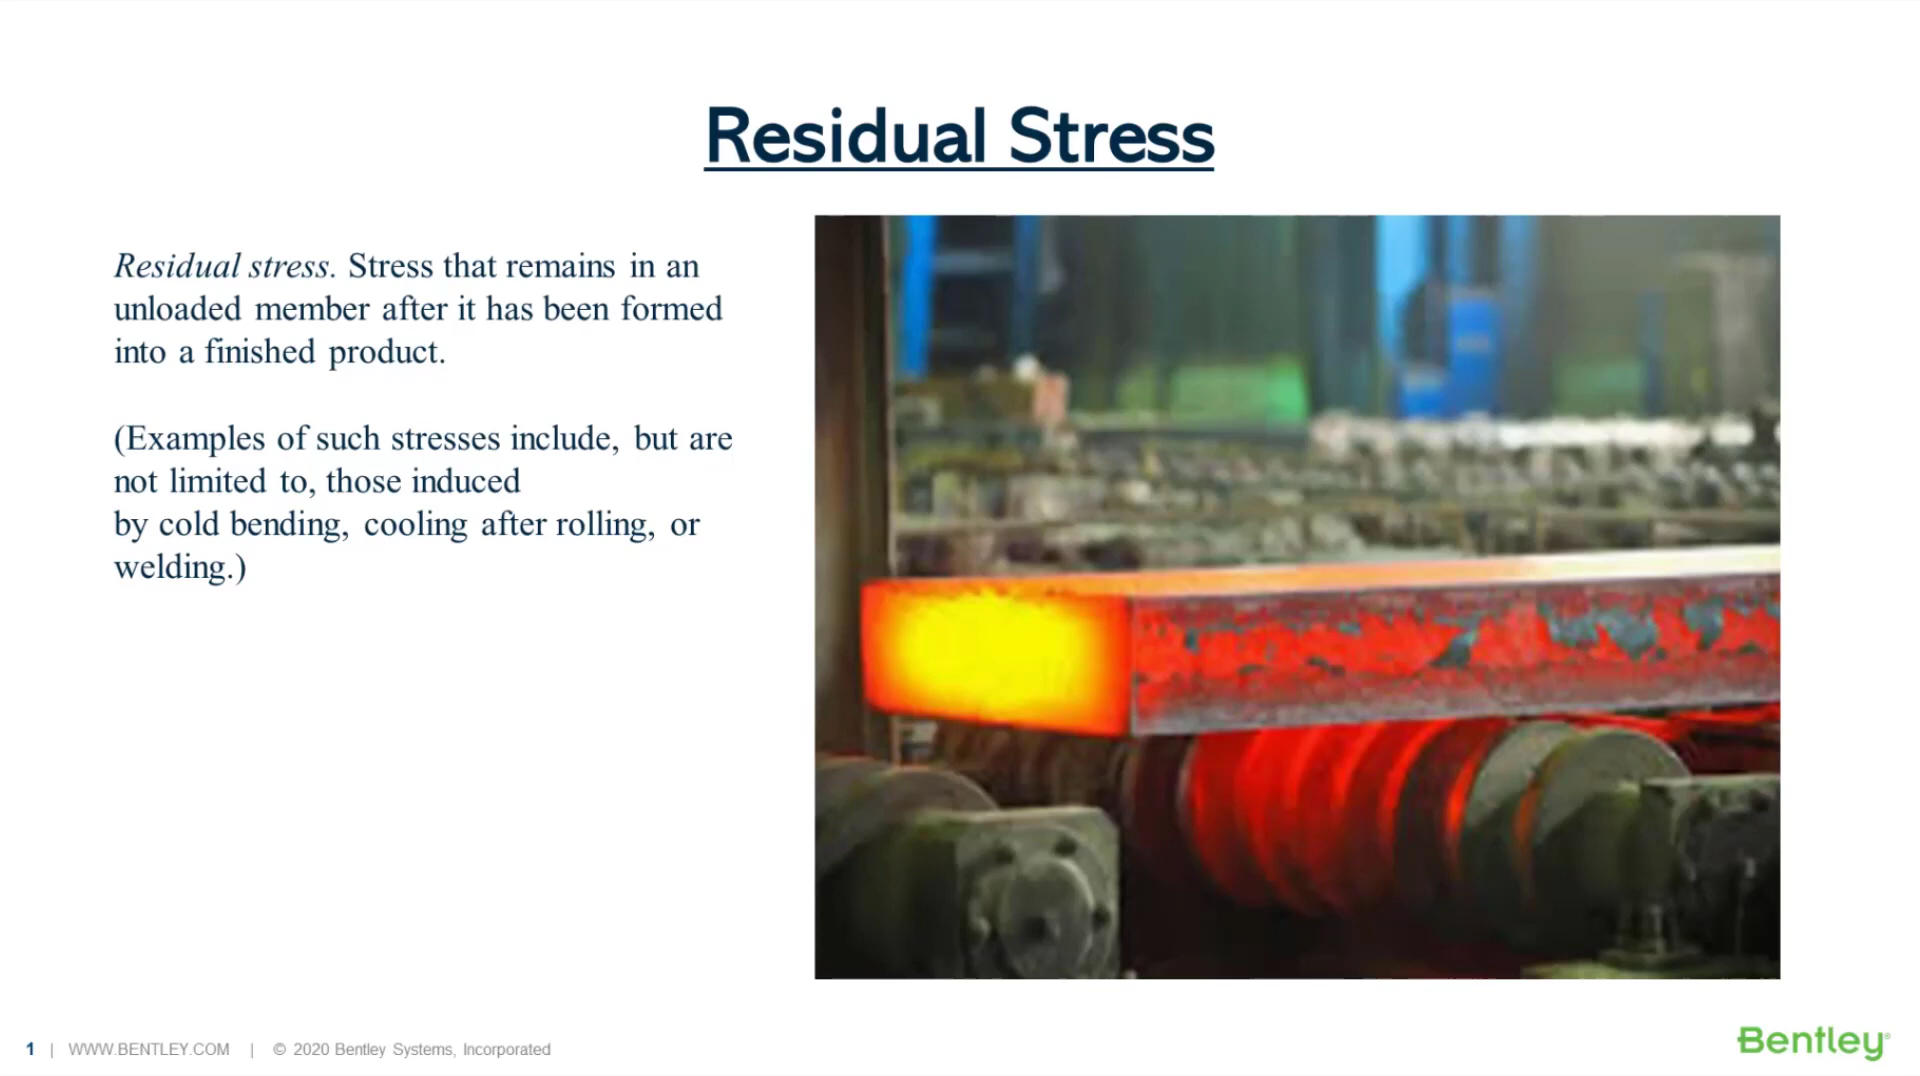 Residual Stress
Residual stress. Stress that remains in an
unloaded member after it has been formed
into a finished product.
(Examples of such stresses include, but are
not limited to, those induced
by cold bending, cooling after rolling, or
welding.)
1 | WWW.BENTLEY.COM | © 2020 Bentley Systems, Incorporated
Bentley®